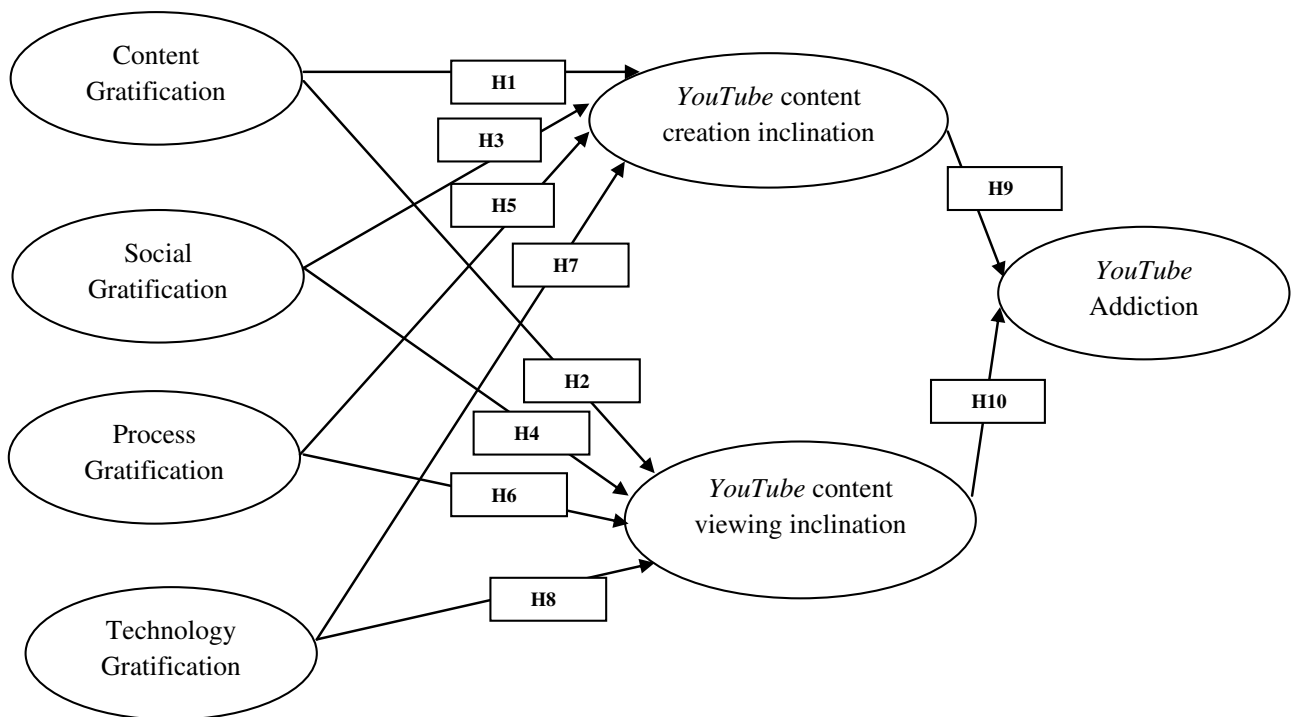 Content
Gratification
H1
YouTube content
creation inclination
H3
H5
H9
Social
Gratification
H7
YouTube
Addiction
H2
H10
H4
Process
Gratification
H6
YouTube content
viewing inclination
H8
Technology
Gratification